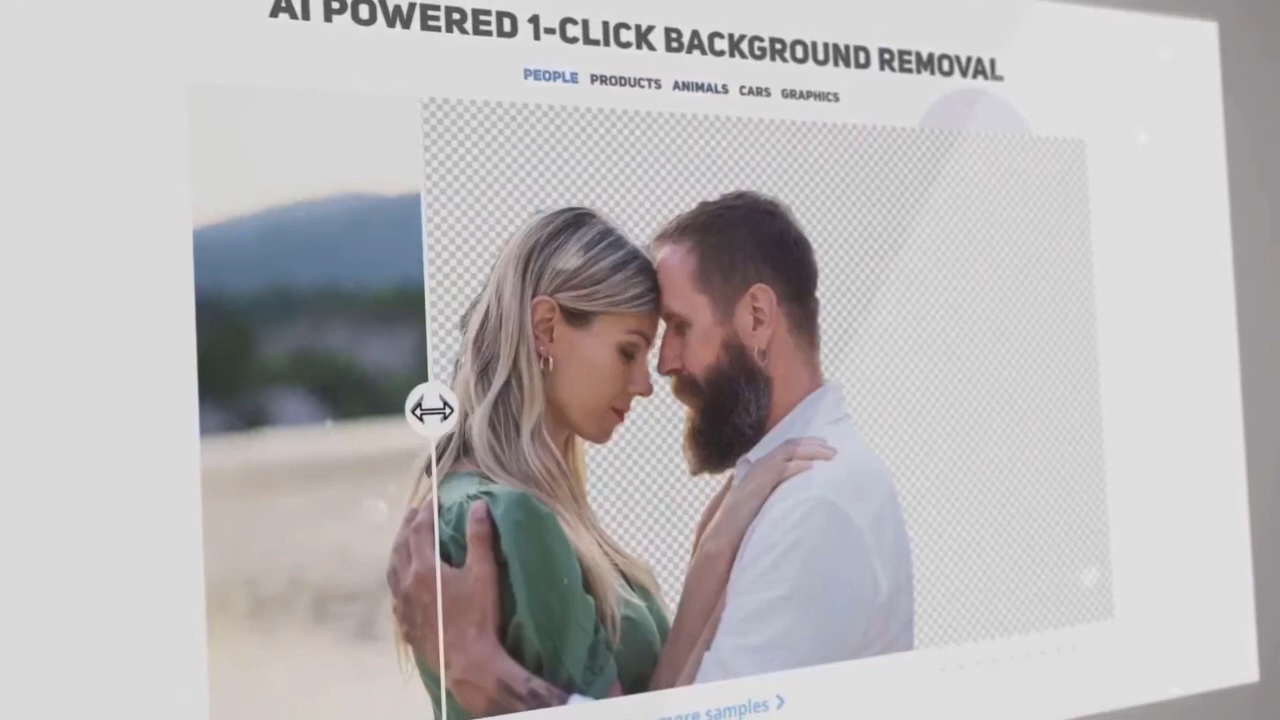 AI POWERED 1-CLICK BACKGROUND REMOVAL
PEOPLE PRODUCTS ANIMALS CARS GRAPHICS
more samples